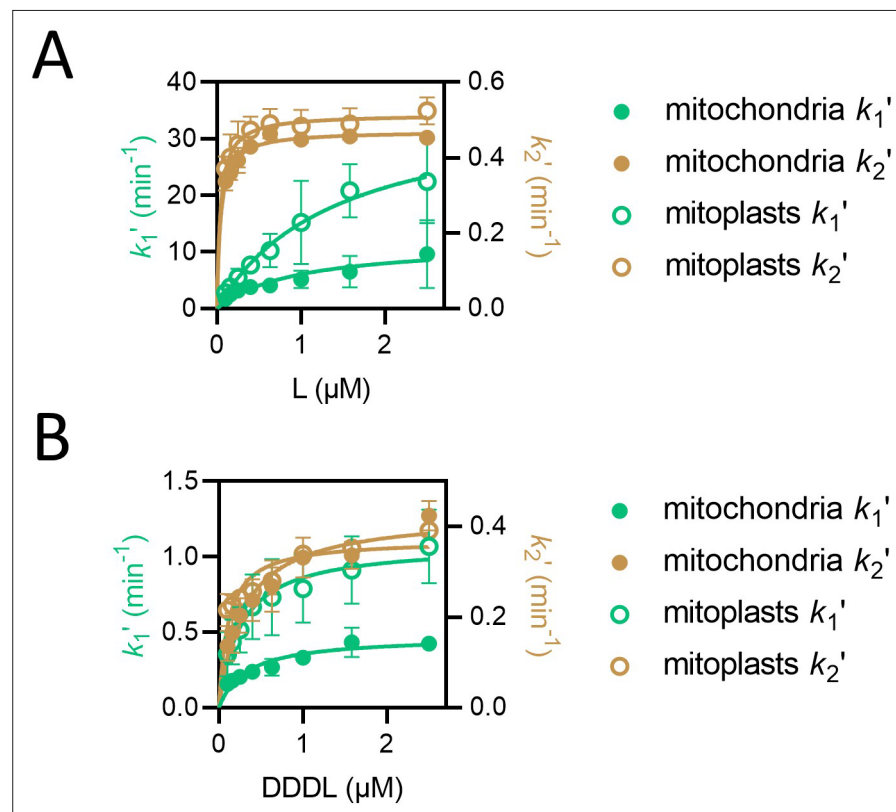 A
40
30
20
10
0
k₁' (min⁻¹)
0.6
0.4
0.2
0.0
k₂' (min⁻¹)
0 1 2
L (µM)
mitochondria k₁'
mitochondria k₂'
mitoplasts k₁'
mitoplasts k₂'
B
1.5
1.0
0.5
0.0
k₁' (min⁻¹)
0.4
0.2
0.0
k₂' (min⁻¹)
0 1 2
DDDL (µM)
mitochondria k₁'
mitochondria k₂'
mitoplasts k₁'
mitoplasts k₂'